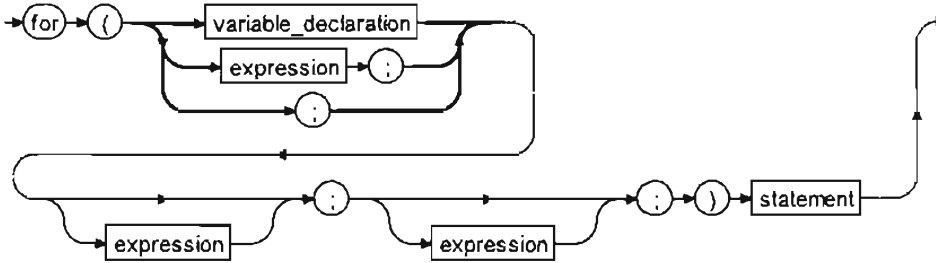 for ( variable_declaration
expression ;
;
; ; ) statement
expression expression